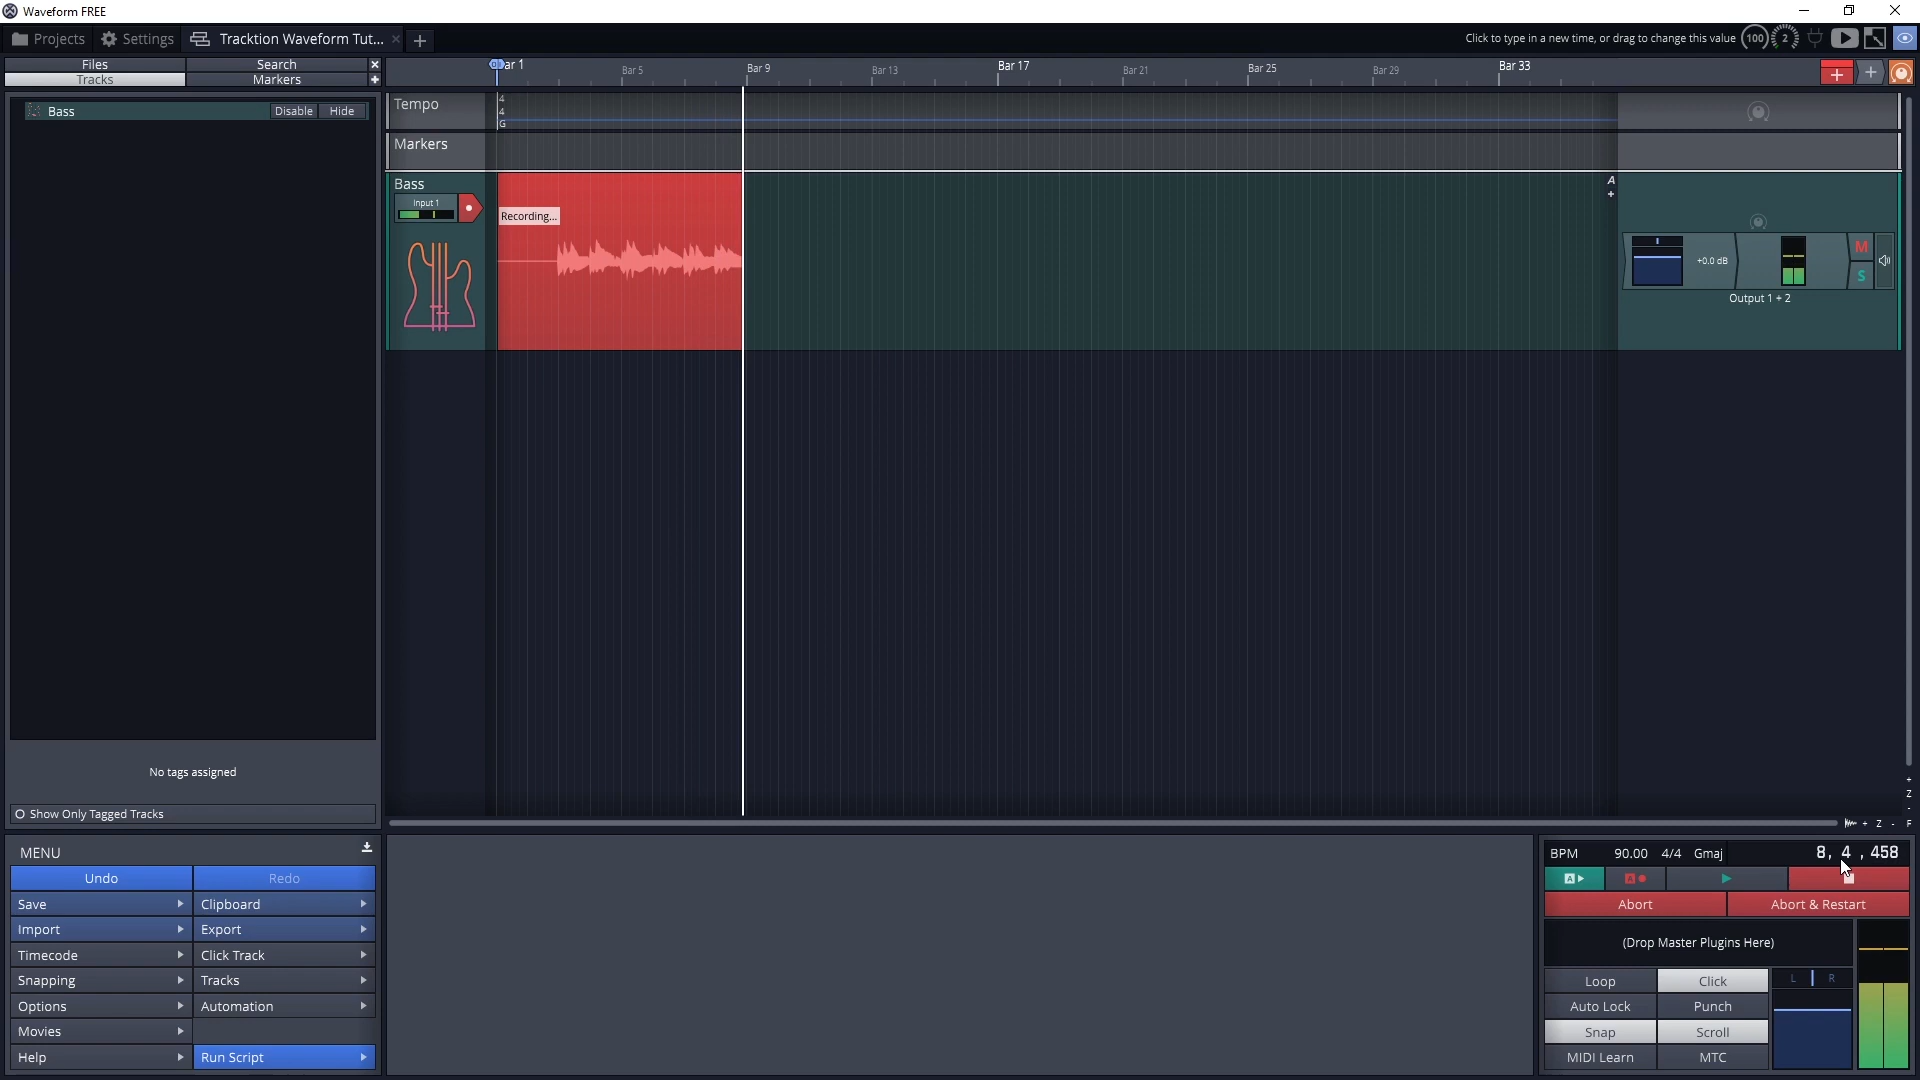 Waveform FREE
Projects
Settings
Tracktion Waveform Tut...
Click to type in a new time, or drag to change this value
100
2
Files
Search
Tracks
Markers
Bar 5
Bar 9
Bar 13
Bar 17
Bar 21
Bar 25
Bar 29
Bar 33
Bass
Disable
Hide
Tempo
4
4
G
Markers
Bass
Input 1
Recording...
A
+0.0 dB
M
S
Output 1 + 2
No tags assigned
Show Only Tagged Tracks
+
Z
-
+ Z - F
MENU
Undo
Redo
Save
Clipboard
Import
Export
Timecode
Click Track
Snapping
Tracks
Options
Automation
Movies
Help
Run Script
BPM 90.00 4/4 Gmaj
8, 4 , 458
A
A
Abort
Abort & Restart
(Drop Master Plugins Here)
Loop
Click
L R
Auto Lock
Punch
Snap
Scroll
MIDI Learn
MTC